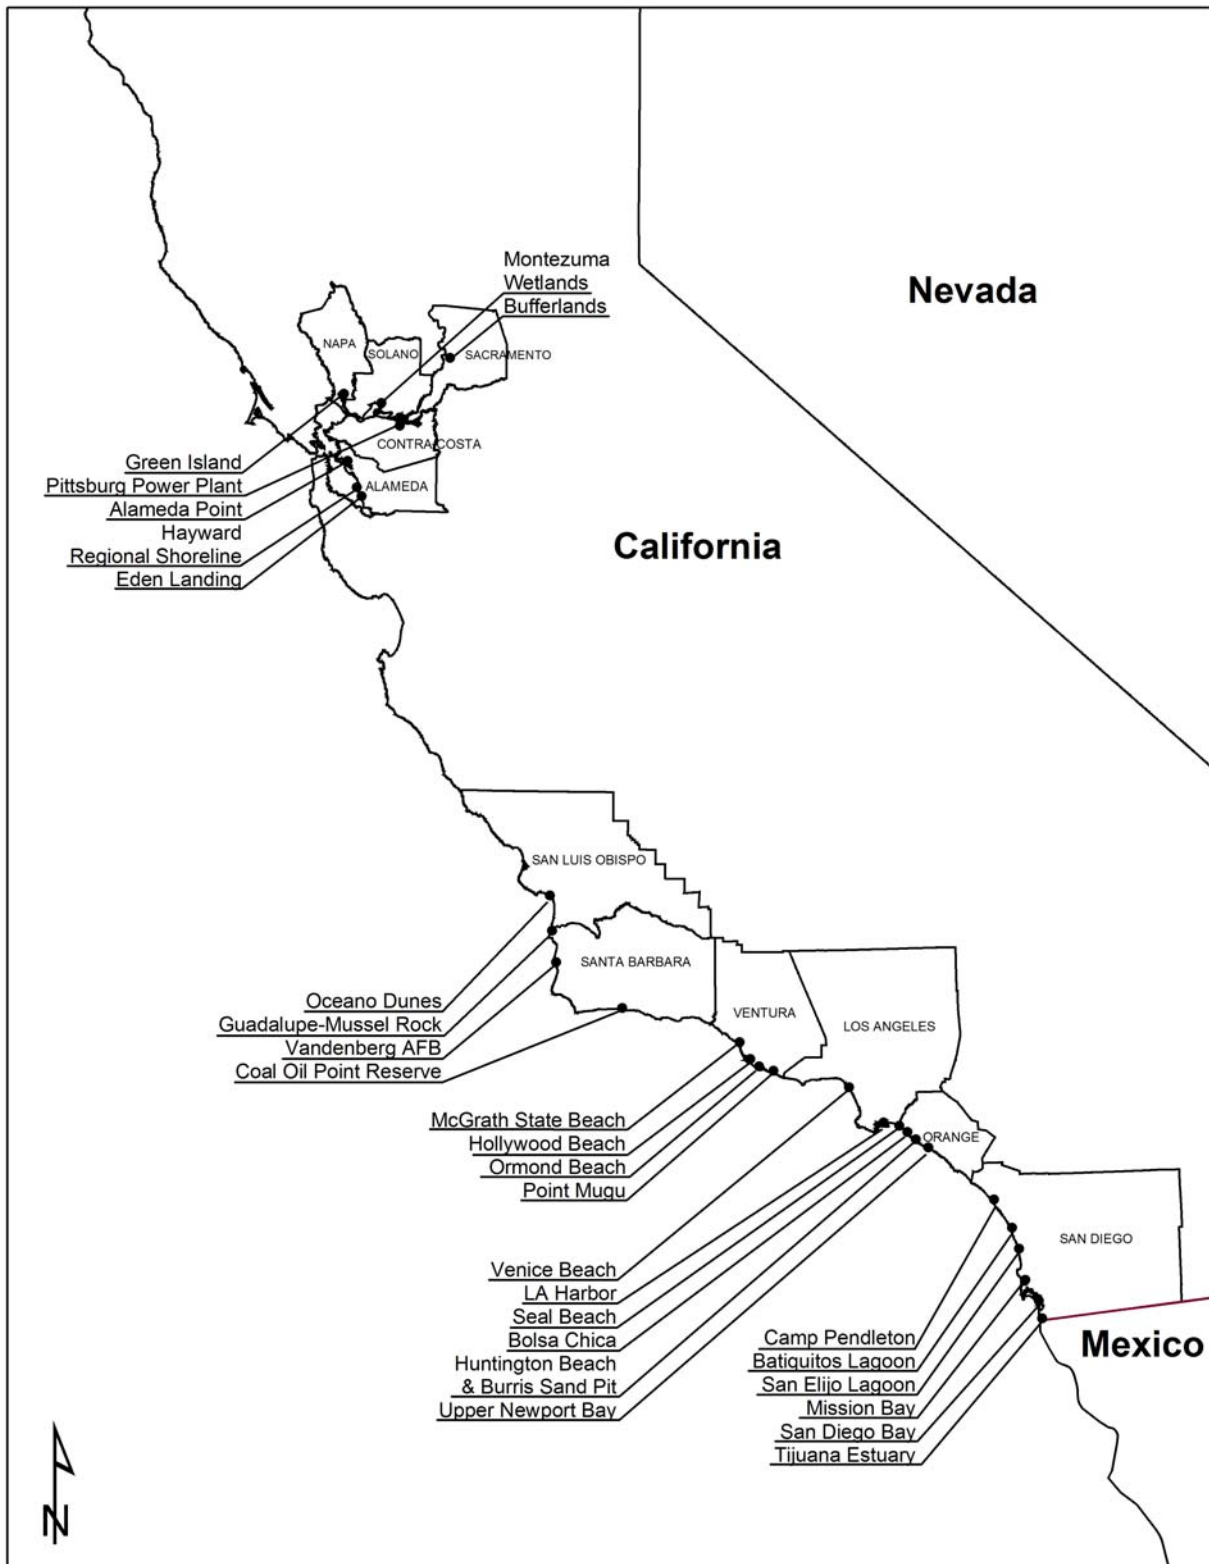 Montezuma
Wetlands
Bufferlands
Nevada
NAPA
SOLANO
SACRAMENTO
CONTRA COSTA
ALAMEDA
Green Island
Pittsburg Power Plant
Alameda Point
Hayward
Regional Shoreline
Eden Landing
California
SAN LUIS OBISPO
SANTA BARBARA
VENTURA
LOS ANGELES
Oceano Dunes
Guadalupe-Mussel Rock
Vandenberg AFB
Coal Oil Point Reserve
McGrath State Beach
Hollywood Beach
Ormond Beach
Point Mugu
ORANGE
SAN DIEGO
Venice Beach
LA Harbor
Seal Beach
Bolsa Chica
Huntington Beach
& Burris Sand Pit
Upper Newport Bay
Camp Pendleton
Batiquitos Lagoon
San Elijo Lagoon
Mission Bay
San Diego Bay
Tijuana Estuary
Mexico
N